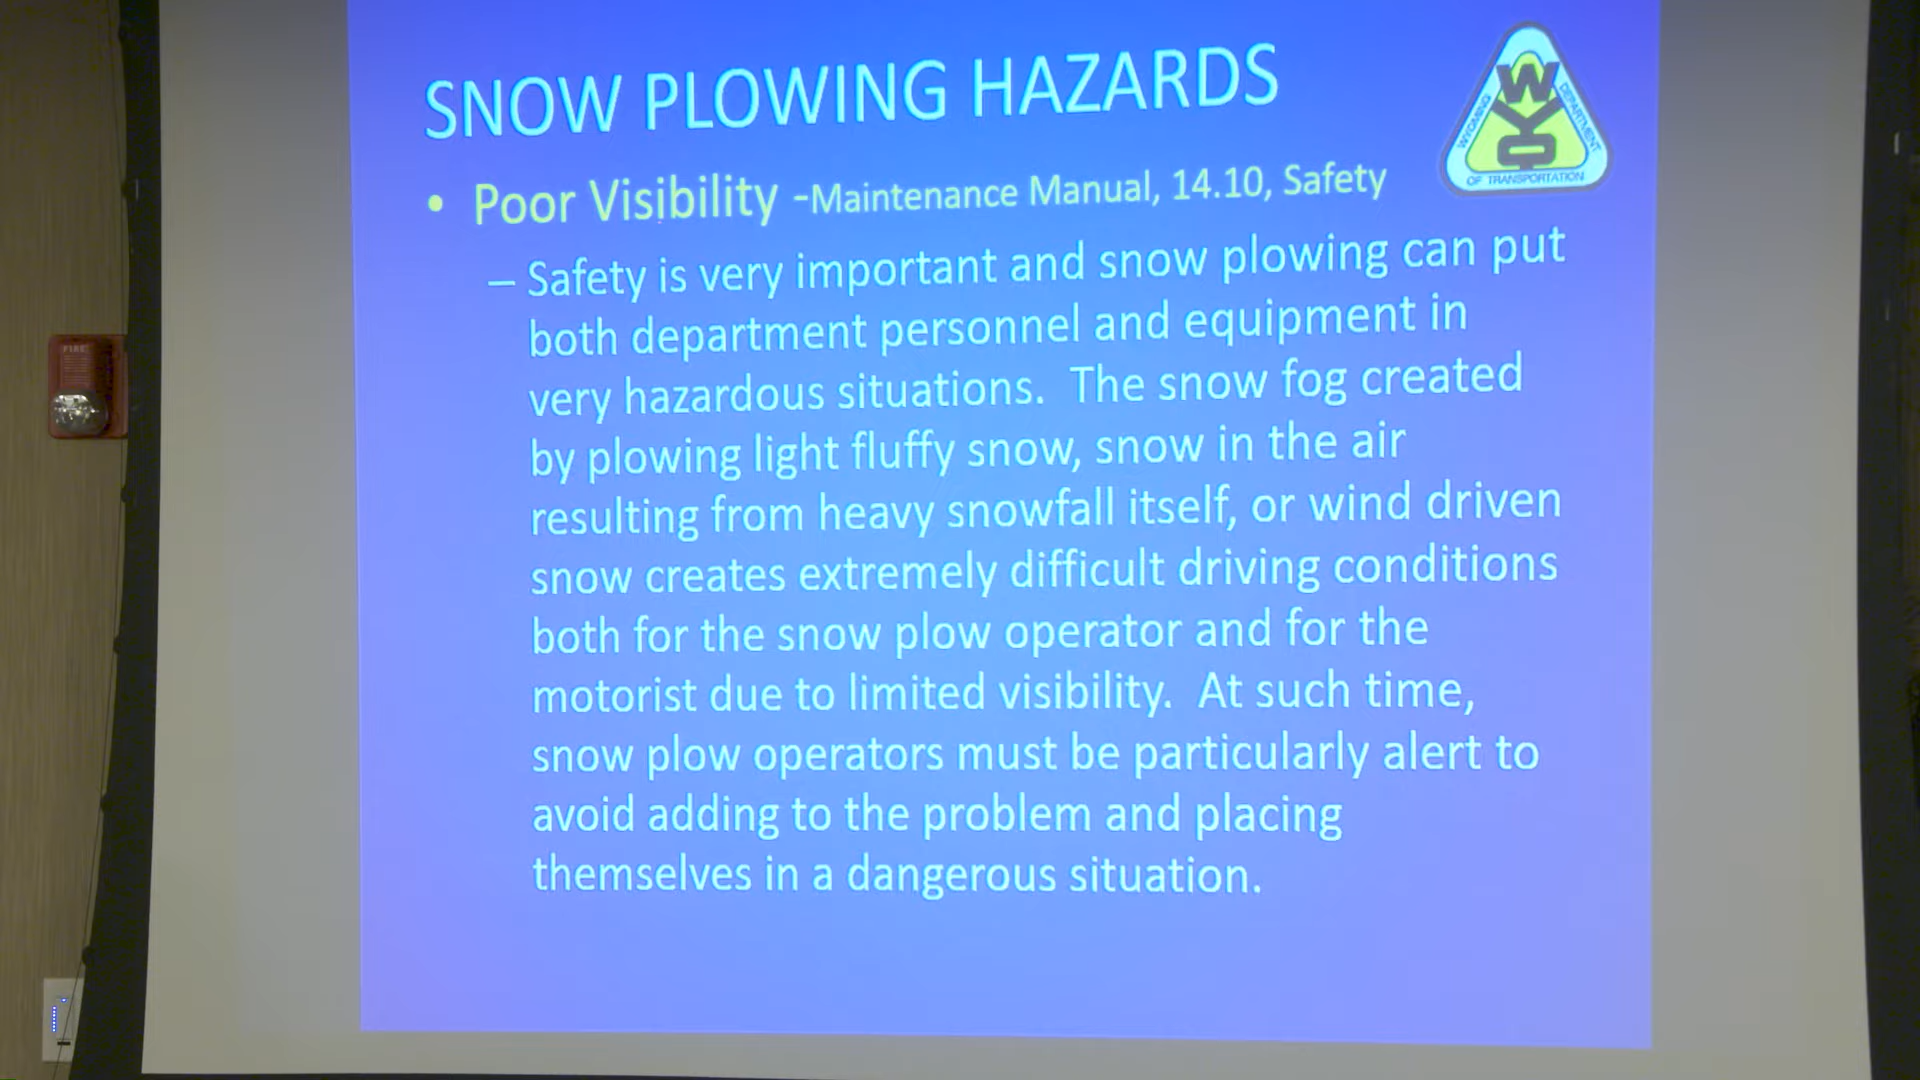 SNOW PLOWING HAZARDS
WYO
WYOMING DEPARTMENT
OF TRANSPORTATION
• Poor Visibility -Maintenance Manual, 14.10, Safety
– Safety is very important and snow plowing can put
both department personnel and equipment in
very hazardous situations. The snow fog created
by plowing light fluffy snow, snow in the air
resulting from heavy snowfall itself, or wind driven
snow creates extremely difficult driving conditions
both for the snow plow operator and for the
motorist due to limited visibility. At such time,
snow plow operators must be particularly alert to
avoid adding to the problem and placing
themselves in a dangerous situation.
FIRE